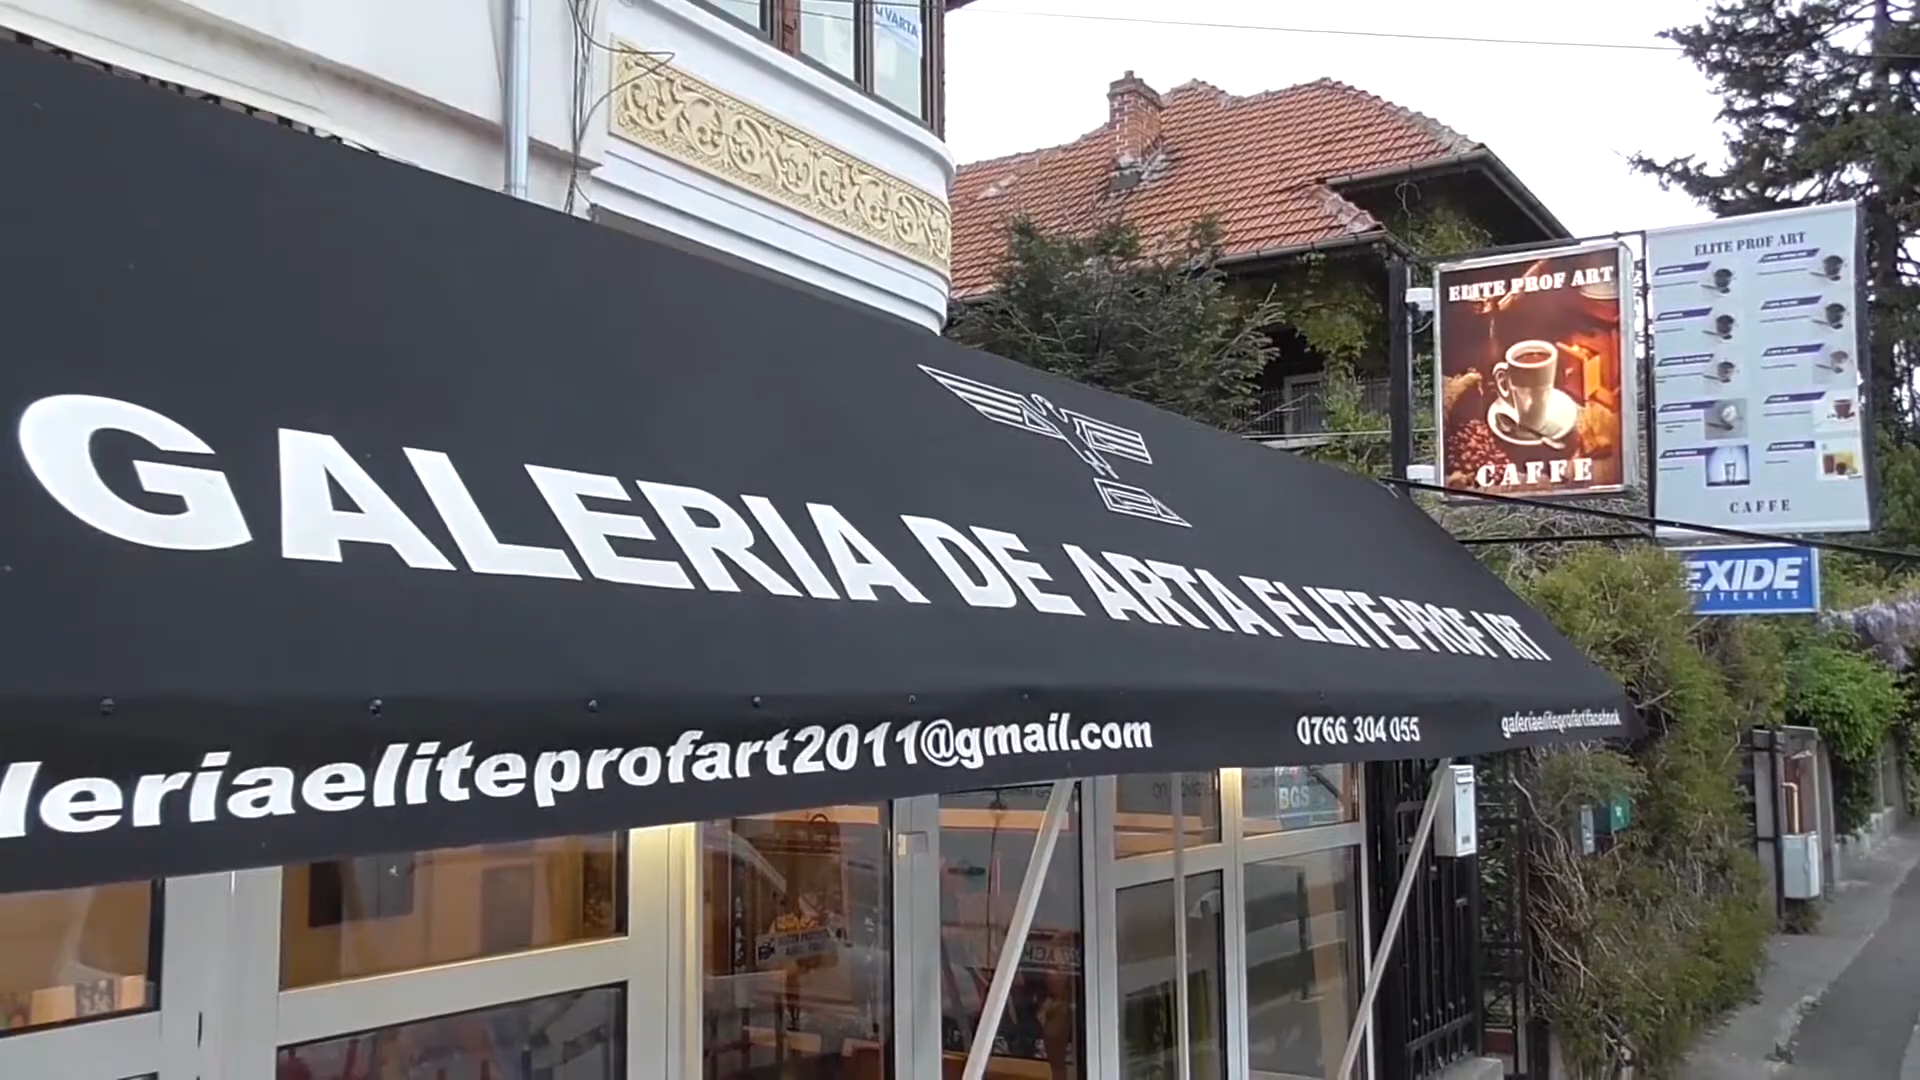 VARTA
ELITE PROF ART
CAFFE
ELITE PROF ART
CAFFE
EXIDE
GALERIA DE ARTA ELITE PROF ART
leriaeliteprofart2011@gmail.com
0766 304 055
galeriaeliteprofartfacebook
BGS